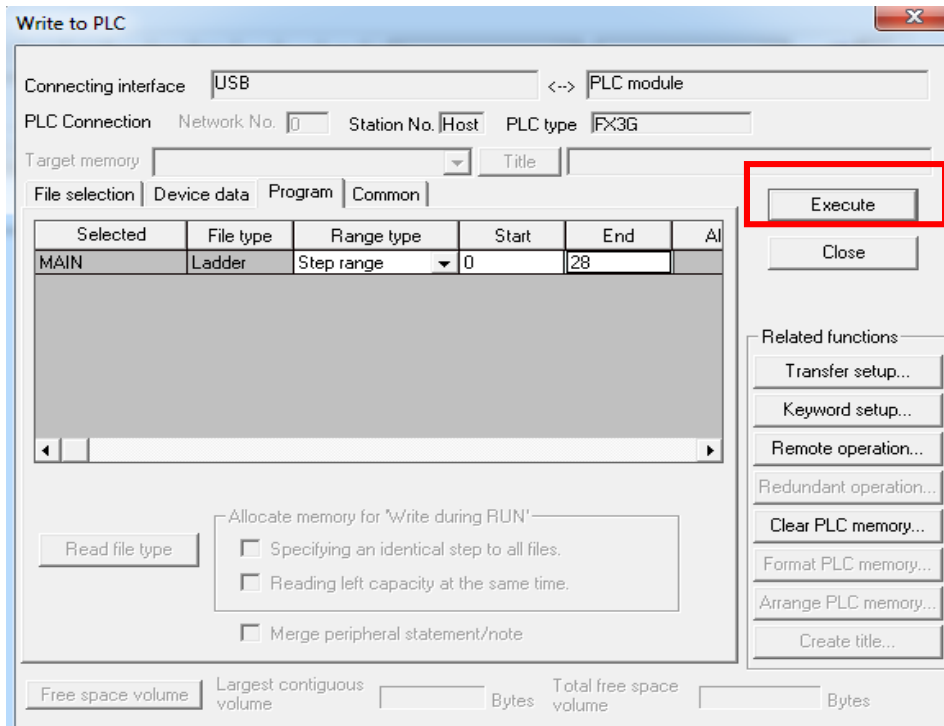 Write to PLC
Connecting interface USB <--> PLC module
PLC Connection Network No. 0 Station No. Host PLC type FX3G
Target memory Title
File selection Device data Program Common
Execute
Selected File type Range type Start End Al
MAIN Ladder Step range 0 28
Close
Related functions
Transfer setup...
Keyword setup...
Remote operation...
Redundant operation...
Clear PLC memory...
Format PLC memory...
Arrange PLC memory...
Create title...
Allocate memory for 'Write during RUN'
Read file type
Specifying an identical step to all files.
Reading left capacity at the same time.
Merge peripheral statement/note
Free space volume
Largest contiguous
volume
Bytes
Total free space
volume
Bytes